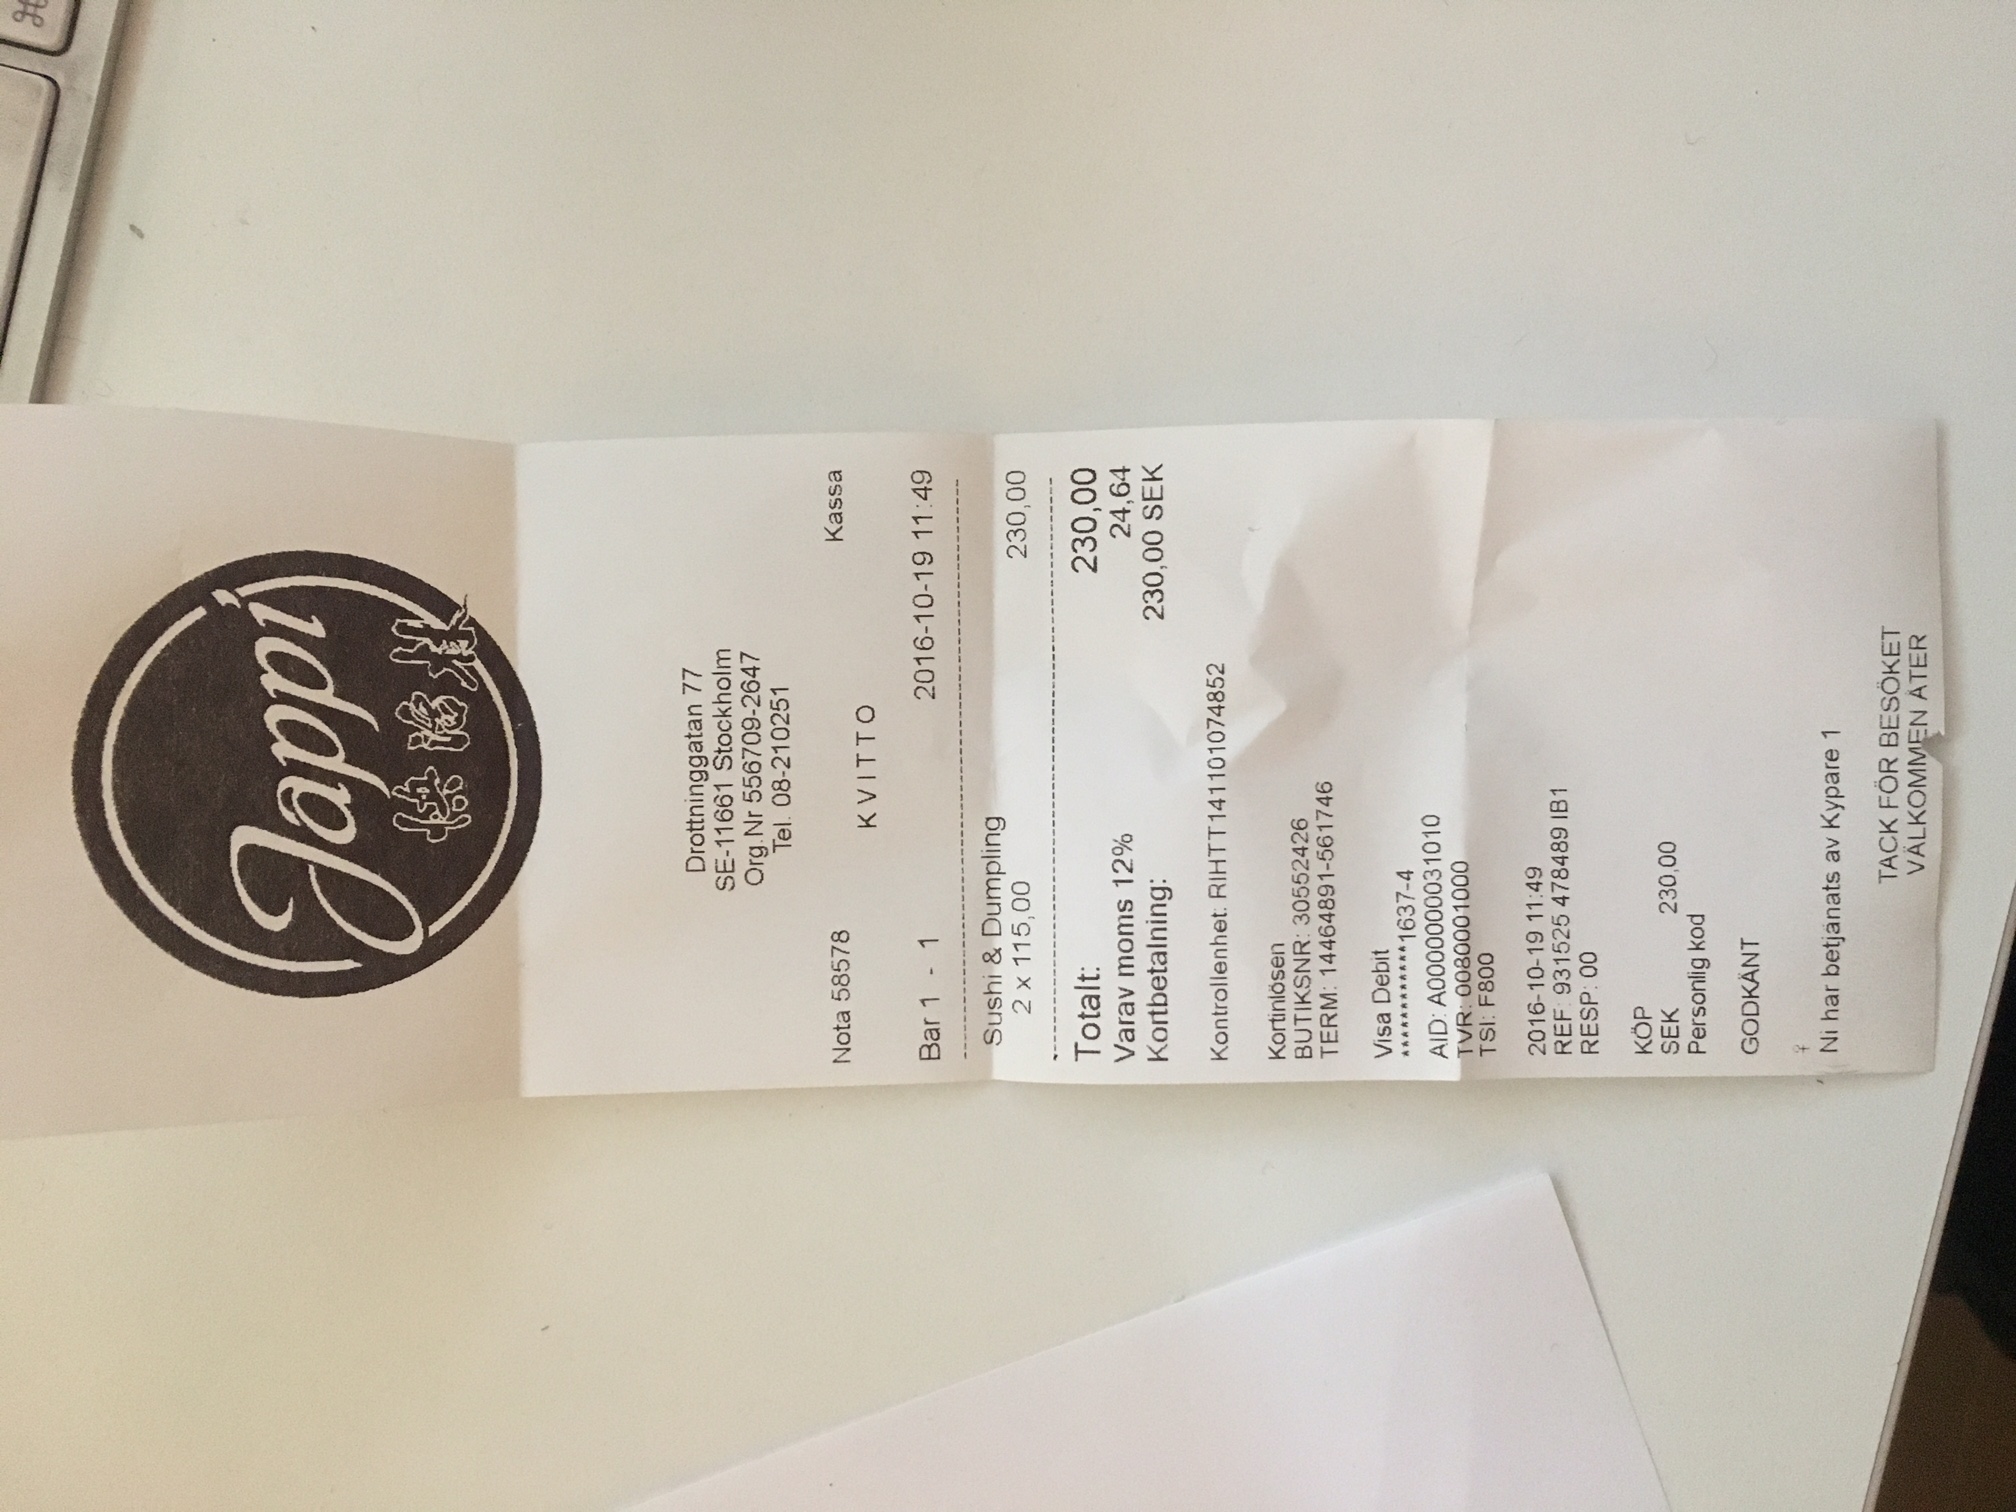 Jappi
Drottninggatan 77
SE-11661 Stockholm
Org.Nr 556709-2647
Tel. 08-210251
Nota 58578 Kassa
KVITTO
Bar 1 - 1 2016-10-19 11:49
Sushi & Dumpling
2 x 115,00 230,00
Totalt: 230,00
Varav moms 12% 24,64
Kortbetalning: 230,00 SEK
Kontrollenhet: RIHTT141101074852
Kortinlösen
BUTIKSNR: 30552426
TERM: 14464891-561746
Visa Debit
************1637-4
AID: A0000000031010
TVR: 0080001000
TSI: F800
2016-10-19 11:49
REF: 931525 478489 IB1
RESP: 00
KÖP
SEK 230,00
Personlig kod
GODKÄNT
♀
Ni har betjänats av Kypare 1
TACK FÖR BESÖKET
VÄLKOMMEN ÅTER